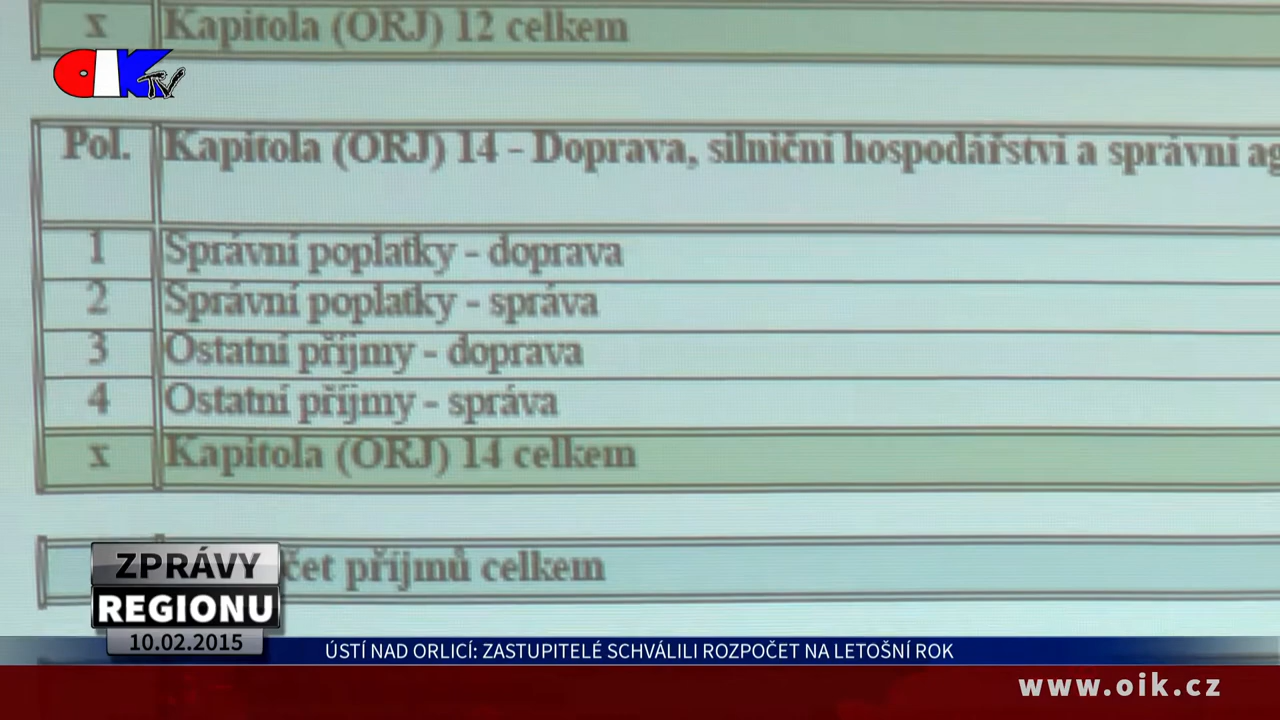 x Kapitola (ORJ) 12 celkem
OIK TV
Pol. Kapitola (ORJ) 14 - Doprava, silniční hospodářství a správní ag
1 Správní poplatky - doprava
2 Správní poplatky - správa
3 Ostatní příjmy - doprava
4 Ostatní příjmy - správa
x Kapitola (ORJ) 14 celkem
čet příjmů celkem
ZPRÁVY
REGIONU
10.02.2015
ÚSTÍ NAD ORLICÍ: ZASTUPITELÉ SCHVÁLILI ROZPOČET NA LETOŠNÍ ROK
www.oik.cz